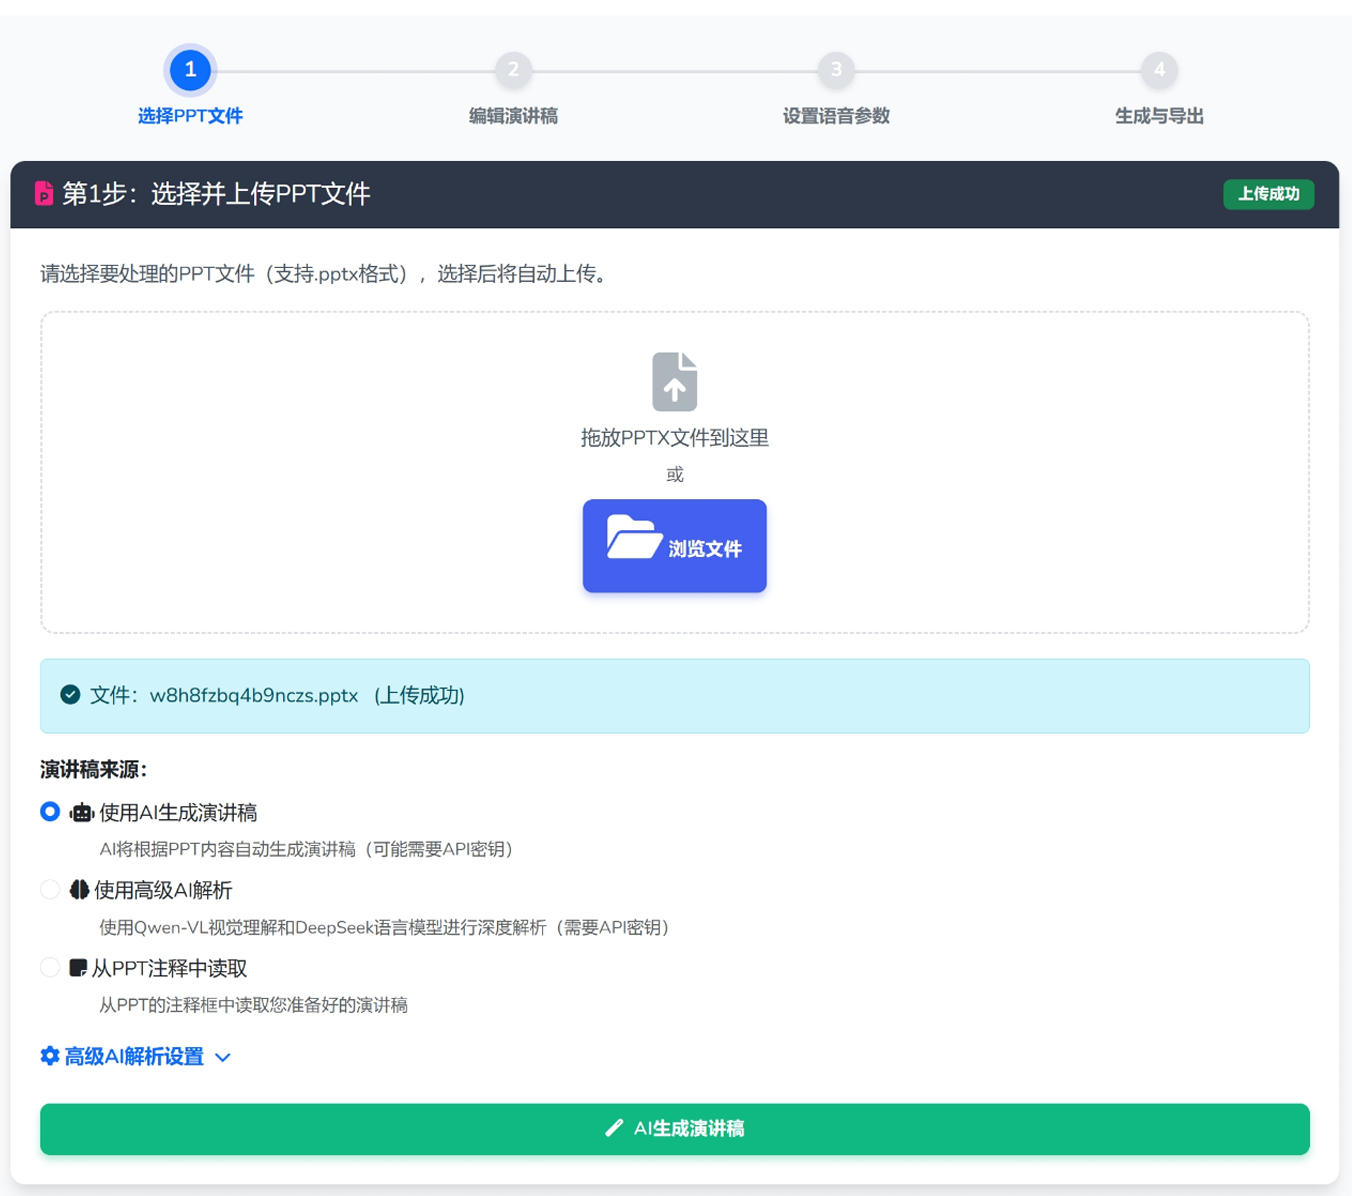 1
2
3
4
选择PPT文件
编辑演讲稿
设置语音参数
生成与导出
第1步：选择并上传PPT文件
上传成功
请选择要处理的PPT文件（支持.pptx格式），选择后将自动上传。
拖放PPTX文件到这里
或
浏览文件
文件：w8h8fzbq4b9nczs.pptx (上传成功)
演讲稿来源：
使用AI生成演讲稿
AI将根据PPT内容自动生成演讲稿（可能需要API密钥）
使用高级AI解析
使用Qwen-VL视觉理解和DeepSeek语言模型进行深度解析（需要API密钥）
从PPT注释中读取
从PPT的注释框中读取您准备好的演讲稿
高级AI解析设置
AI生成演讲稿